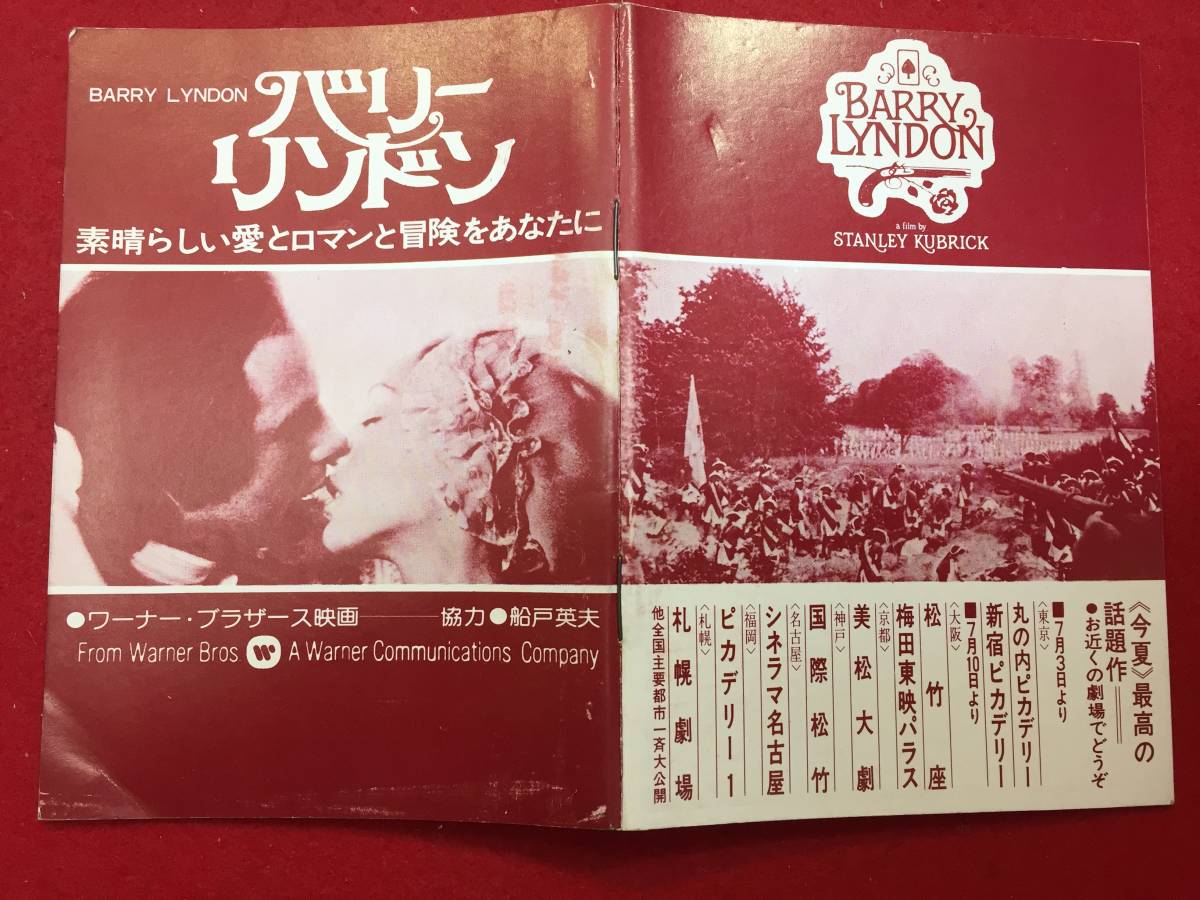 BARRY LYNDON
バリー
リンドン
素晴らしい愛とロマンと冒険をあなたに
●ワーナー・ブラザース映画―――協力●船戸英夫
From Warner Bros. A Warner Communications Company
BARRY
LYNDON
a film by
STANLEY KUBRICK
《今夏》最高の
話題作
●お近くの劇場でどうぞ
〈東京〉
■7月3日より
丸の内ピカデリー
新宿ピカデリー
■7月10日より
〈大阪〉
松竹座
梅田東映パラス
〈京都〉
美松大劇
〈神戸〉
国際松竹
〈名古屋〉
シネラマ名古屋
〈福岡〉
ピカデリー1
〈札幌〉
札幌劇場
他全国主要都市一斉大公開